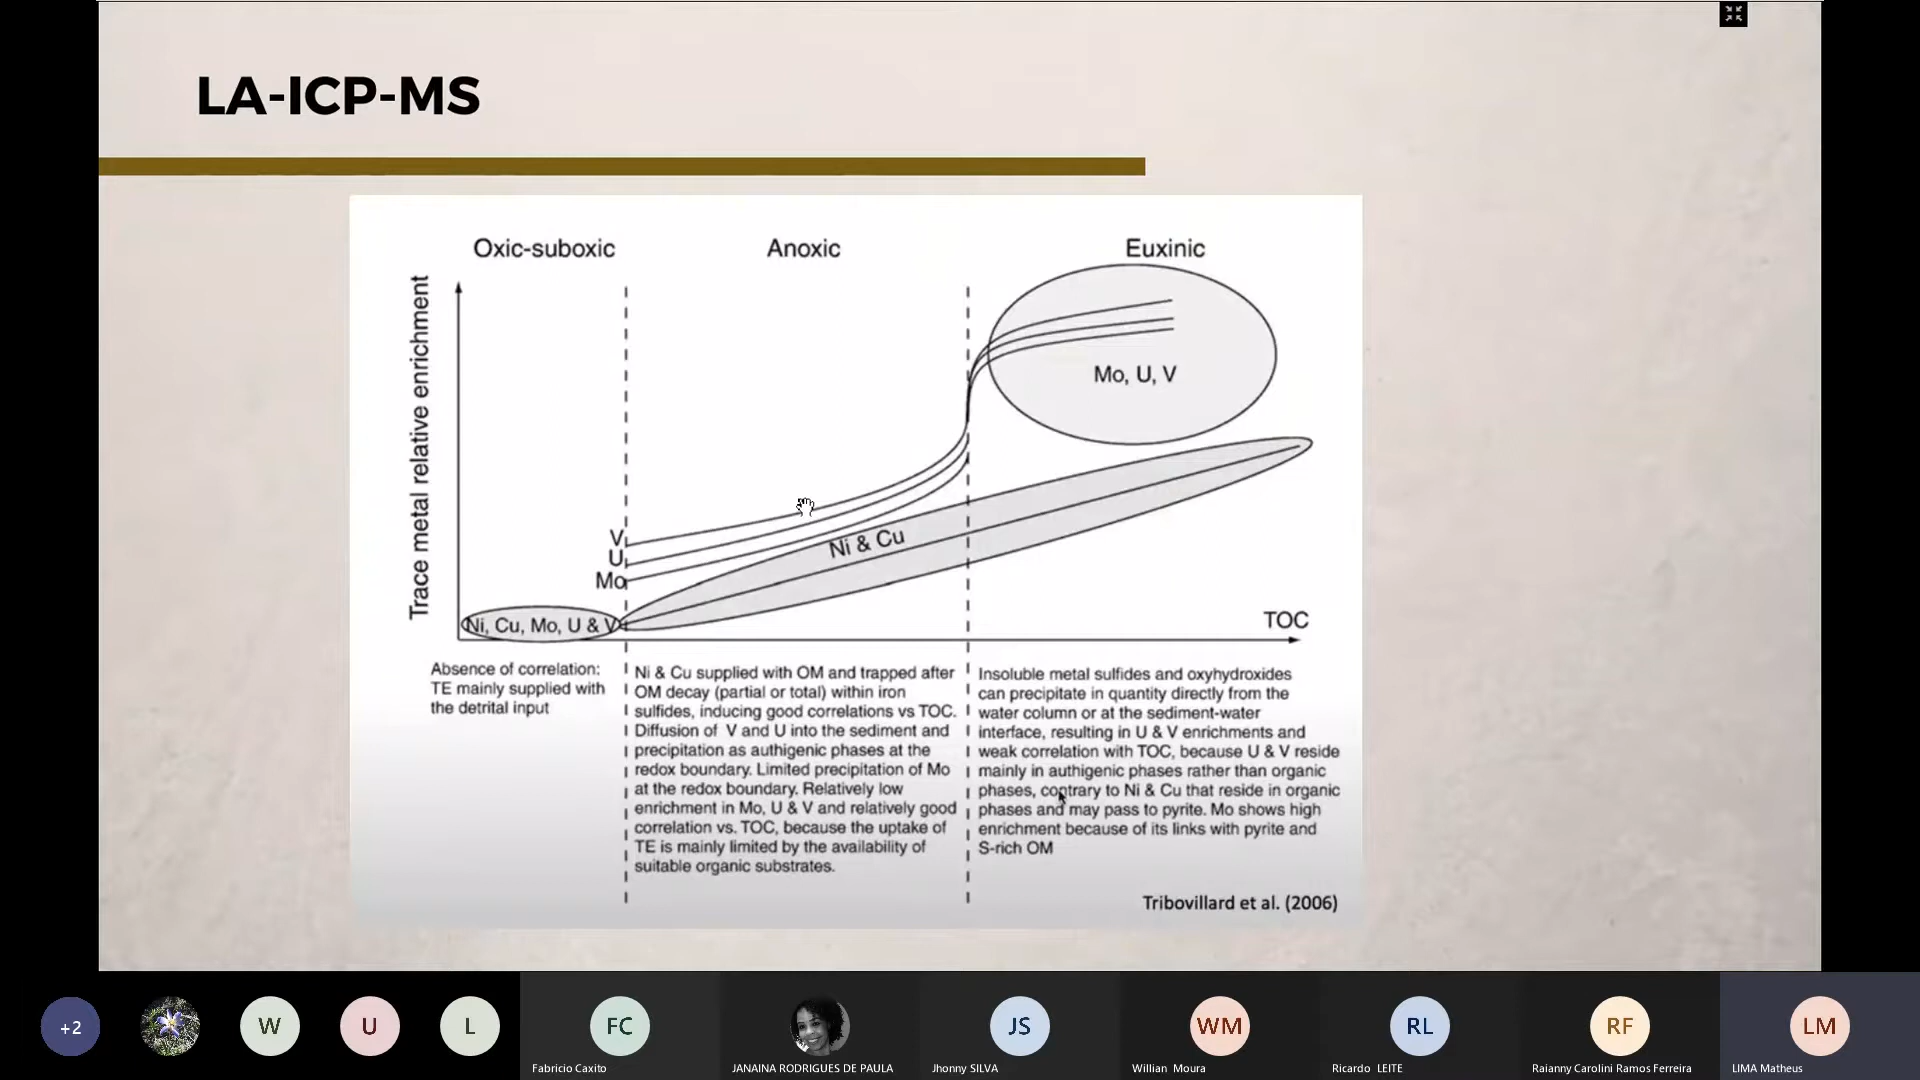 LA-ICP-MS
Oxic-suboxic
Anoxic
Euxinic
Trace metal relative enrichment
Mo, U, V
V
U
Mo
Ni & Cu
Ni, Cu, Mo, U & V
TOC
Absence of correlation:
TE mainly supplied with
the detrital input
Ni & Cu supplied with OM and trapped after
OM decay (partial or total) within iron
sulfides, inducing good correlations vs TOC.
Diffusion of V and U into the sediment and
precipitation as authigenic phases at the
redox boundary. Limited precipitation of Mo
at the redox boundary. Relatively low
enrichment in Mo, U & V and relatively good
correlation vs. TOC, because the uptake of
TE is mainly limited by the availability of
suitable organic substrates.
Insoluble metal sulfides and oxyhydroxides
can precipitate in quantity directly from the
water column or at the sediment-water
interface, resulting in U & V enrichments and
weak correlation with TOC, because U & V reside
mainly in authigenic phases rather than organic
phases, contrary to Ni & Cu that reside in organic
phases and may pass to pyrite. Mo shows high
enrichment because of its links with pyrite and
S-rich OM
Tribovillard et al. (2006)
+2
W
U
L
FC
JS
WM
RL
RF
LM
Fabricio Caxito
JANAINA RODRIGUES DE PAULA
Jhonny SILVA
Willian Moura
Ricardo LEITE
Raianny Carolini Ramos Ferreira
LIMA Matheus